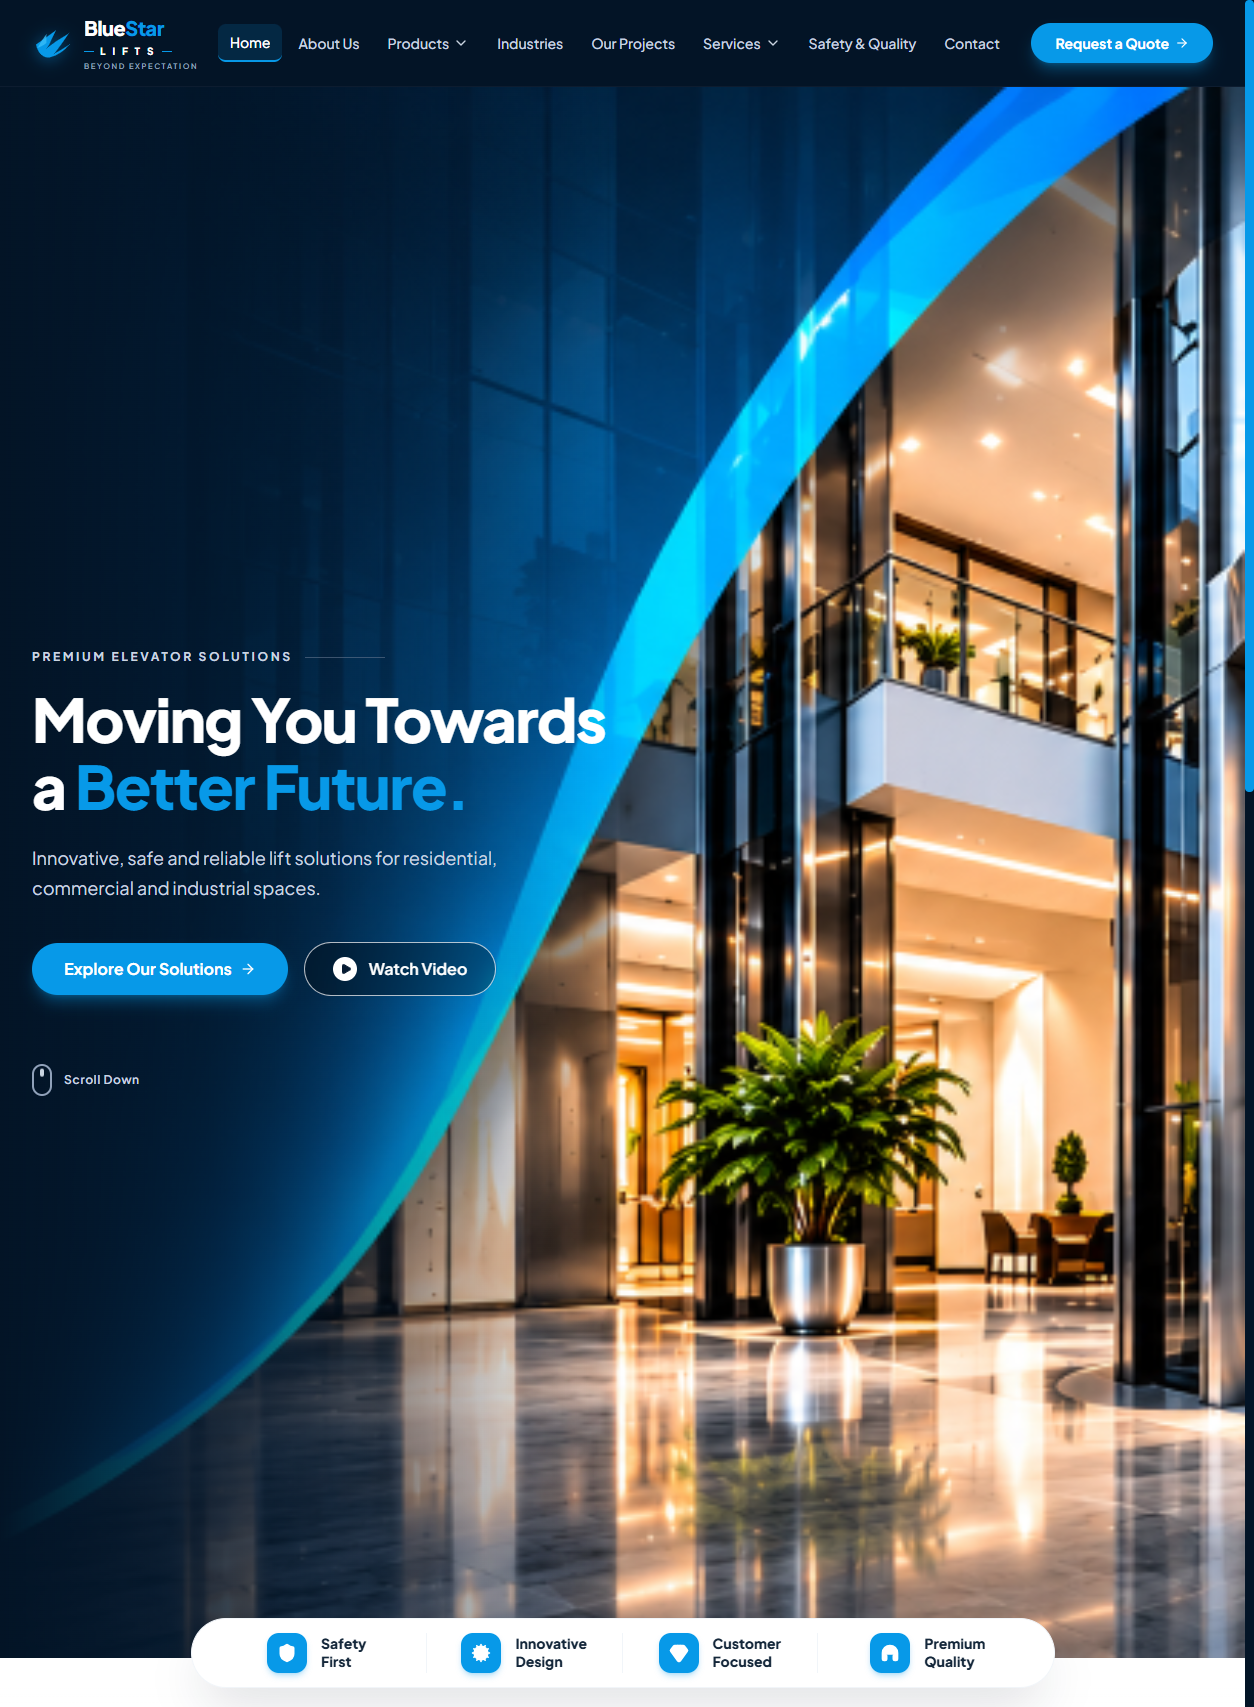 BlueStar
LIFTS
BEYOND EXPECTATION
Home
About Us
Products
Industries
Our Projects
Services
Safety & Quality
Contact
Request a Quote
PREMIUM ELEVATOR SOLUTIONS
Moving You Towards
a Better Future.
Innovative, safe and reliable lift solutions for residential,
commercial and industrial spaces.
Explore Our Solutions
Watch Video
Scroll Down
Safety
First
Innovative
Design
Customer
Focused
Premium
Quality